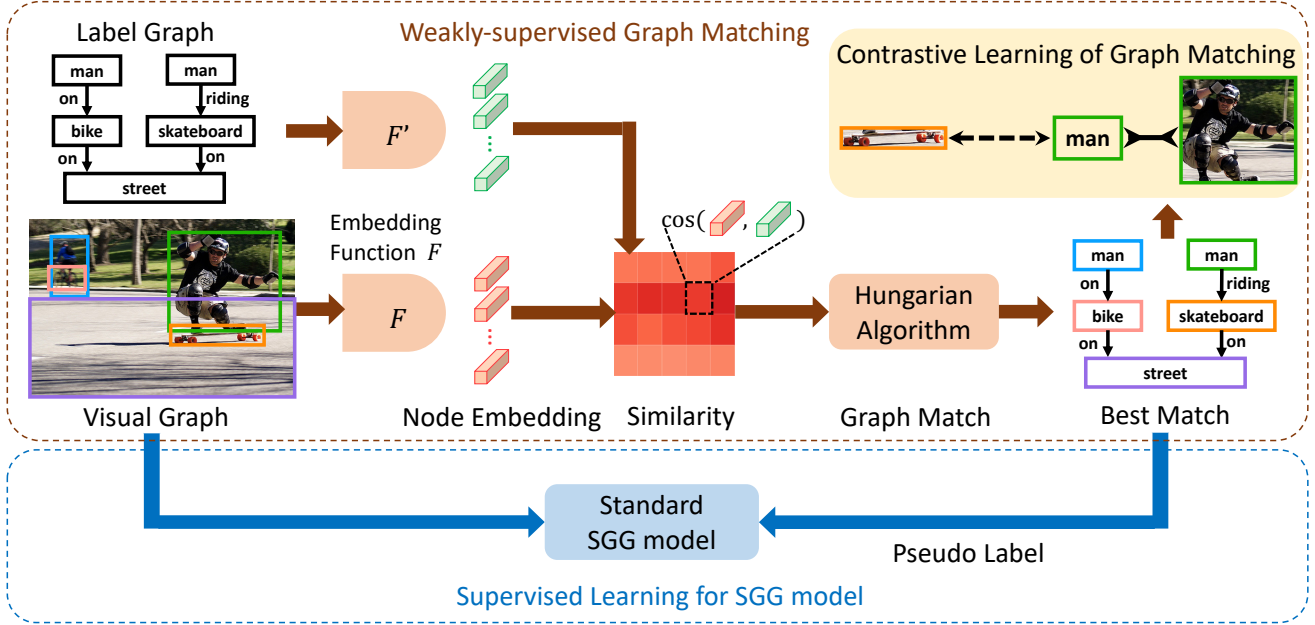 Label Graph
Weakly-supervised Graph Matching
man
man
on
riding
bike
skateboard
on
on
street
F'
Contrastive Learning of Graph Matching
man
Embedding
Function F
F
cos( , )
Hungarian
Algorithm
man
man
on
riding
bike
skateboard
on
on
street
Visual Graph
Node Embedding
Similarity
Graph Match
Best Match
Standard
SGG model
Pseudo Label
Supervised Learning for SGG model